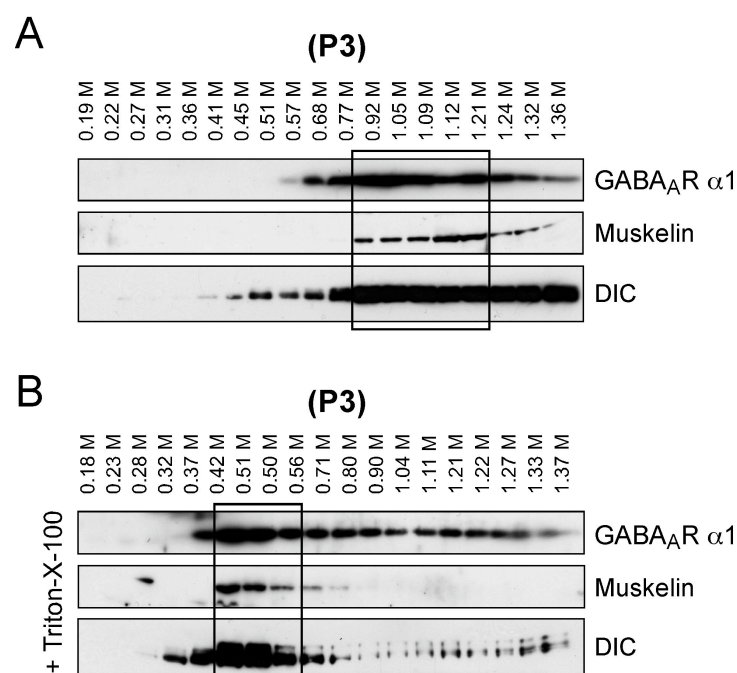 A
(P3)
0.19 M 0.22 M 0.27 M 0.31 M 0.36 M 0.41 M 0.45 M 0.51 M 0.57 M 0.68 M 0.77 M 0.92 M 1.05 M 1.09 M 1.12 M 1.21 M 1.24 M 1.32 M 1.36 M
GABA_AR α1
Muskelin
DIC
B
(P3)
0.18 M 0.23 M 0.28 M 0.32 M 0.37 M 0.42 M 0.51 M 0.50 M 0.56 M 0.71 M 0.80 M 0.90 M 1.04 M 1.11 M 1.21 M 1.22 M 1.27 M 1.33 M 1.37 M
+ Triton-X-100
GABA_AR α1
Muskelin
DIC